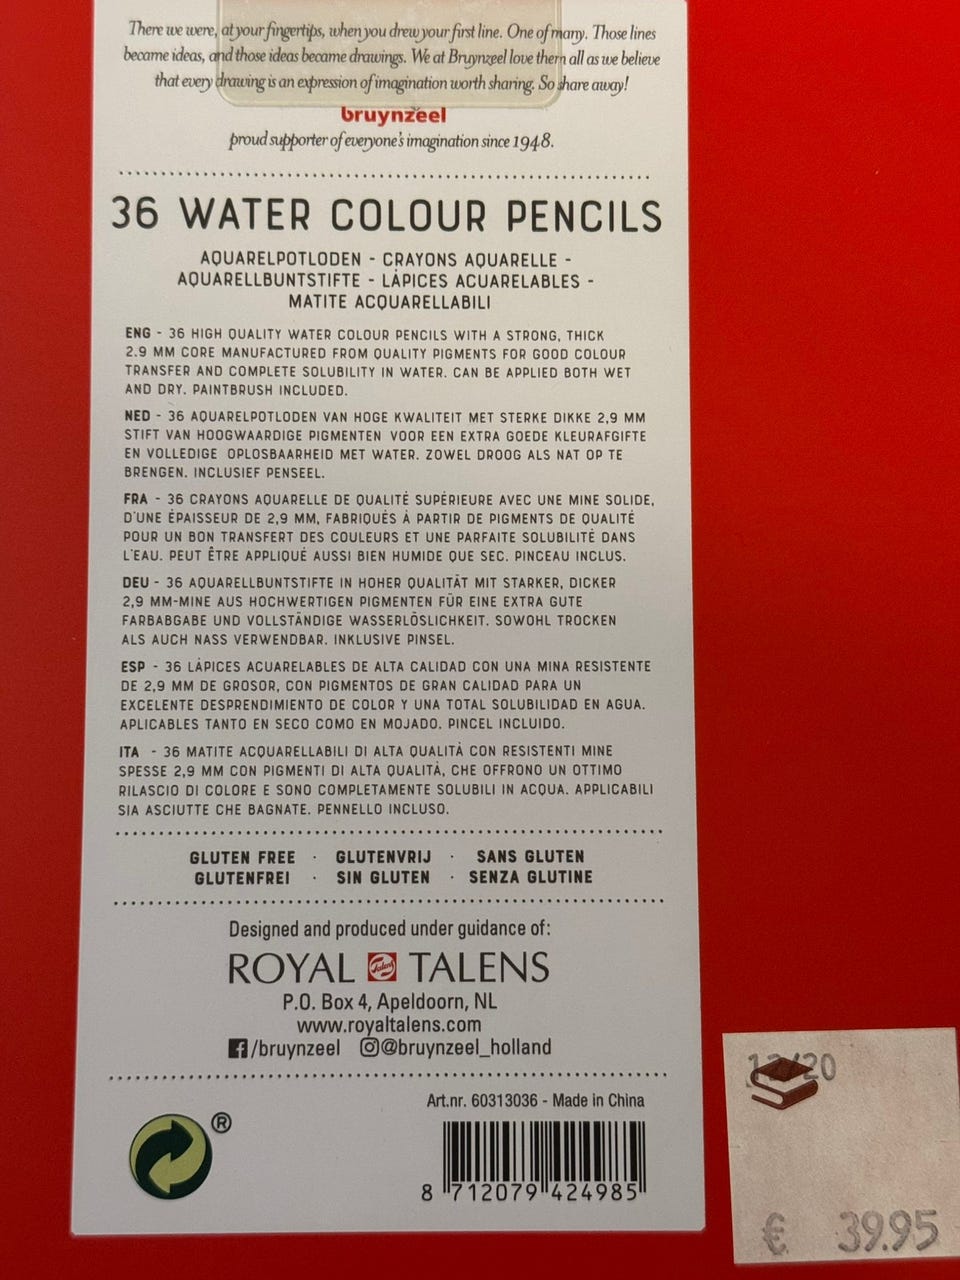 There we were, at your fingertips, when you drew your first line. One of many. Those lines
became ideas, and those ideas became drawings. We at Bruynzeel love them all as we believe
that every drawing is an expression of imagination worth sharing. So share away!
bruynzeel
proud supporter of everyone's imagination since 1948.
36 WATER COLOUR PENCILS
AQUARELPOTLODEN - CRAYONS AQUARELLE -
AQUARELLBUNTSTIFTE - LÁPICES ACUARELABLES -
MATITE ACQUARELLABILI
ENG - 36 HIGH QUALITY WATER COLOUR PENCILS WITH A STRONG, THICK
2.9 MM CORE MANUFACTURED FROM QUALITY PIGMENTS FOR GOOD COLOUR
TRANSFER AND COMPLETE SOLUBILITY IN WATER. CAN BE APPLIED BOTH WET
AND DRY. PAINTBRUSH INCLUDED.
NED - 36 AQUARELPOTLODEN VAN HOGE KWALITEIT MET STERKE DIKKE 2,9 MM
STIFT VAN HOOGWAARDIGE PIGMENTEN VOOR EEN EXTRA GOEDE KLEURAFGIFTE
EN VOLLEDIGE OPLOSBAARHEID MET WATER. ZOWEL DROOG ALS NAT OP TE
BRENGEN. INCLUSIEF PENSEEL.
FRA - 36 CRAYONS AQUARELLE DE QUALITÉ SUPÉRIEURE AVEC UNE MINE SOLIDE,
D'UNE ÉPAISSEUR DE 2,9 MM, FABRIQUÉS À PARTIR DE PIGMENTS DE QUALITÉ
POUR UN BON TRANSFERT DES COULEURS ET UNE PARFAITE SOLUBILITÉ DANS
L'EAU. PEUT ÊTRE APPLIQUÉ AUSSI BIEN HUMIDE QUE SEC. PINCEAU INCLUS.
DEU - 36 AQUARELLBUNTSTIFTE IN HOHER QUALITÄT MIT STARKER, DICKER
2,9 MM-MINE AUS HOCHWERTIGEN PIGMENTEN FÜR EINE EXTRA GUTE
FARBABGABE UND VOLLSTÄNDIGE WASSERLÖSLICHKEIT. SOWOHL TROCKEN
ALS AUCH NASS VERWENDBAR. INKLUSIVE PINSEL.
ESP - 36 LÁPICES ACUARELABLES DE ALTA CALIDAD CON UNA MINA RESISTENTE
DE 2,9 MM DE GROSOR, CON PIGMENTOS DE GRAN CALIDAD PARA UN
EXCELENTE DESPRENDIMIENTO DE COLOR Y UNA TOTAL SOLUBILIDAD EN AGUA.
APLICABLES TANTO EN SECO COMO EN MOJADO. PINCEL INCLUIDO.
ITA - 36 MATITE ACQUARELLABILI DI ALTA QUALITÀ CON RESISTENTI MINE
SPESSE 2,9 MM CON PIGMENTI DI ALTA QUALITÀ, CHE OFFRONO UN OTTIMO
RILASCIO DI COLORE E SONO COMPLETAMENTE SOLUBILI IN ACQUA. APPLICABILI
SIA ASCIUTTE CHE BAGNATE. PENNELLO INCLUSO.
GLUTEN FREE · GLUTENVRIJ · SANS GLUTEN
GLUTENFREI · SIN GLUTEN · SENZA GLUTINE
Designed and produced under guidance of:
ROYAL Talens TALENS
P.O. Box 4, Apeldoorn, NL
www.royaltalens.com
/bruynzeel @bruynzeel_holland
Art.nr. 60313036 - Made in China
®
8 712079 424985
€ 39.95